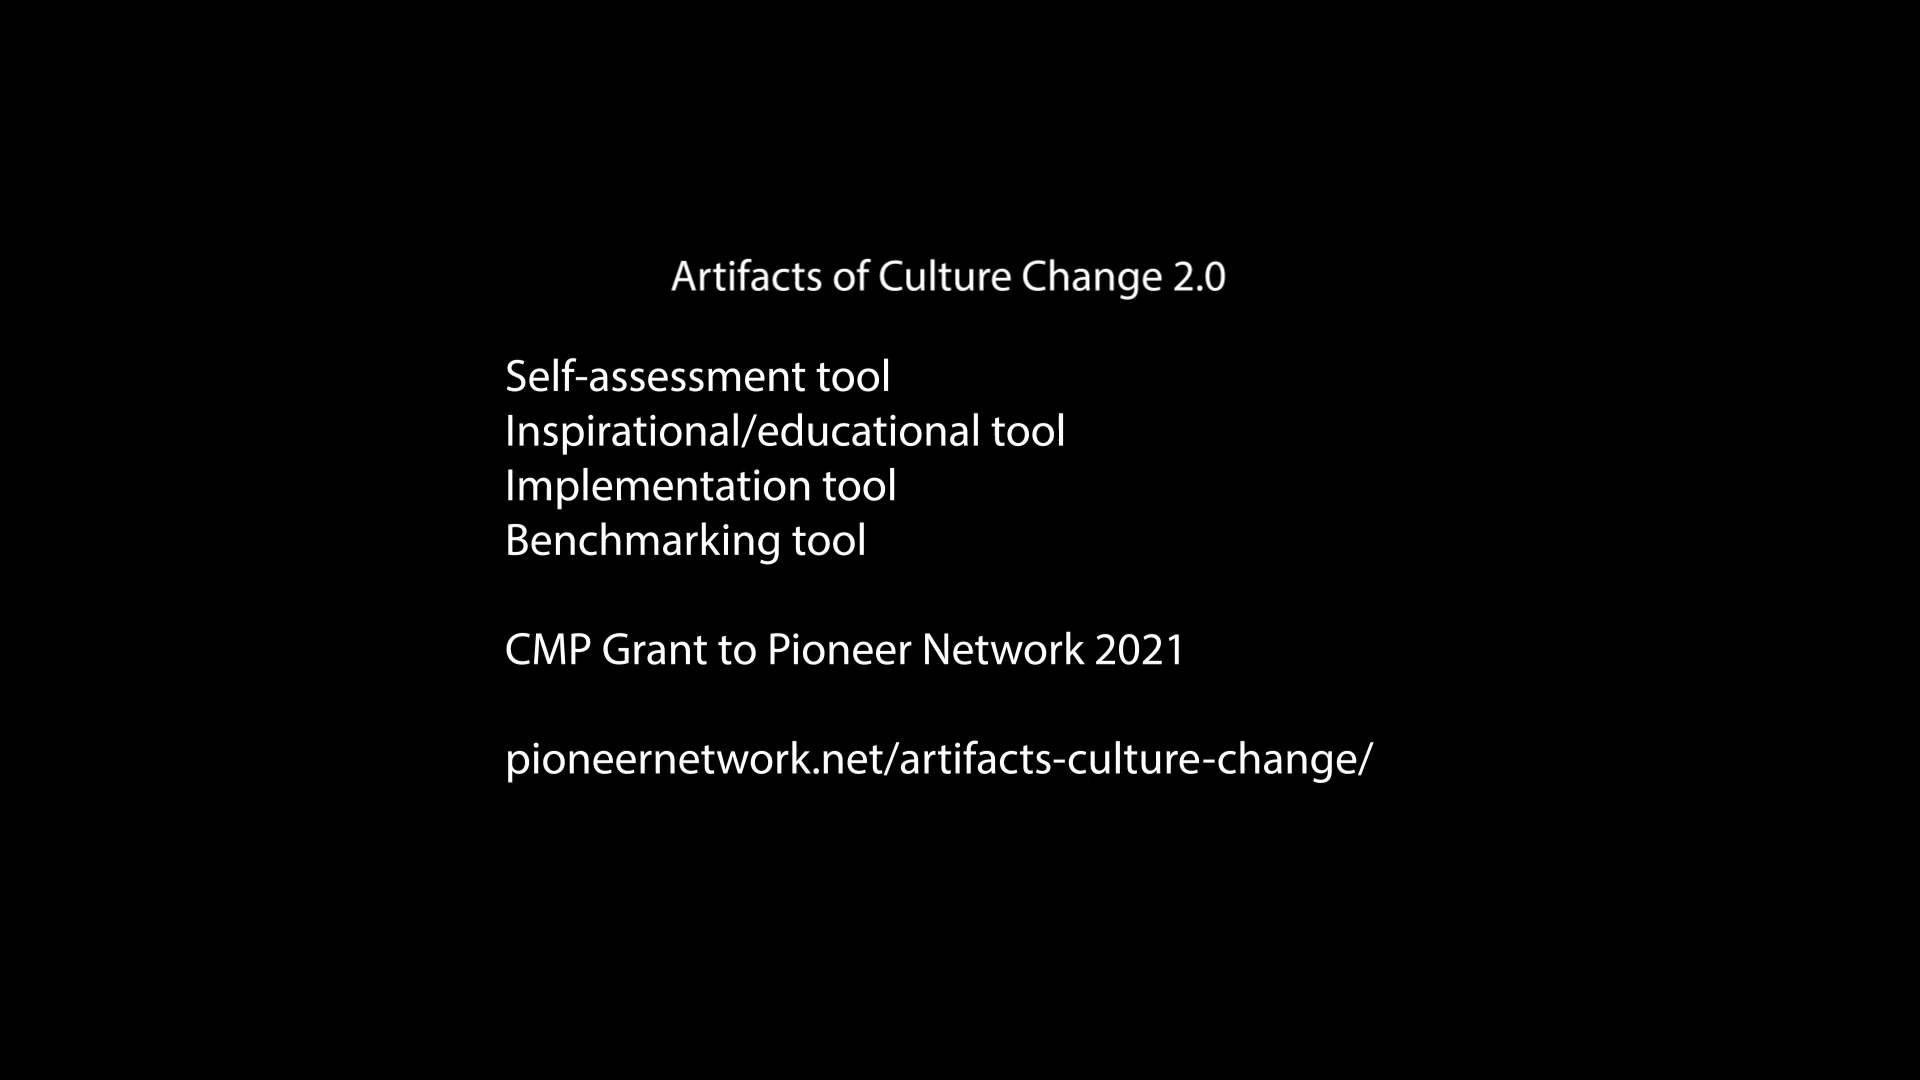 Artifacts of Culture Change 2.0
Self-assessment tool
Inspirational/educational tool
Implementation tool
Benchmarking tool
CMP Grant to Pioneer Network 2021
pioneernetwork.net/artifacts-culture-change/